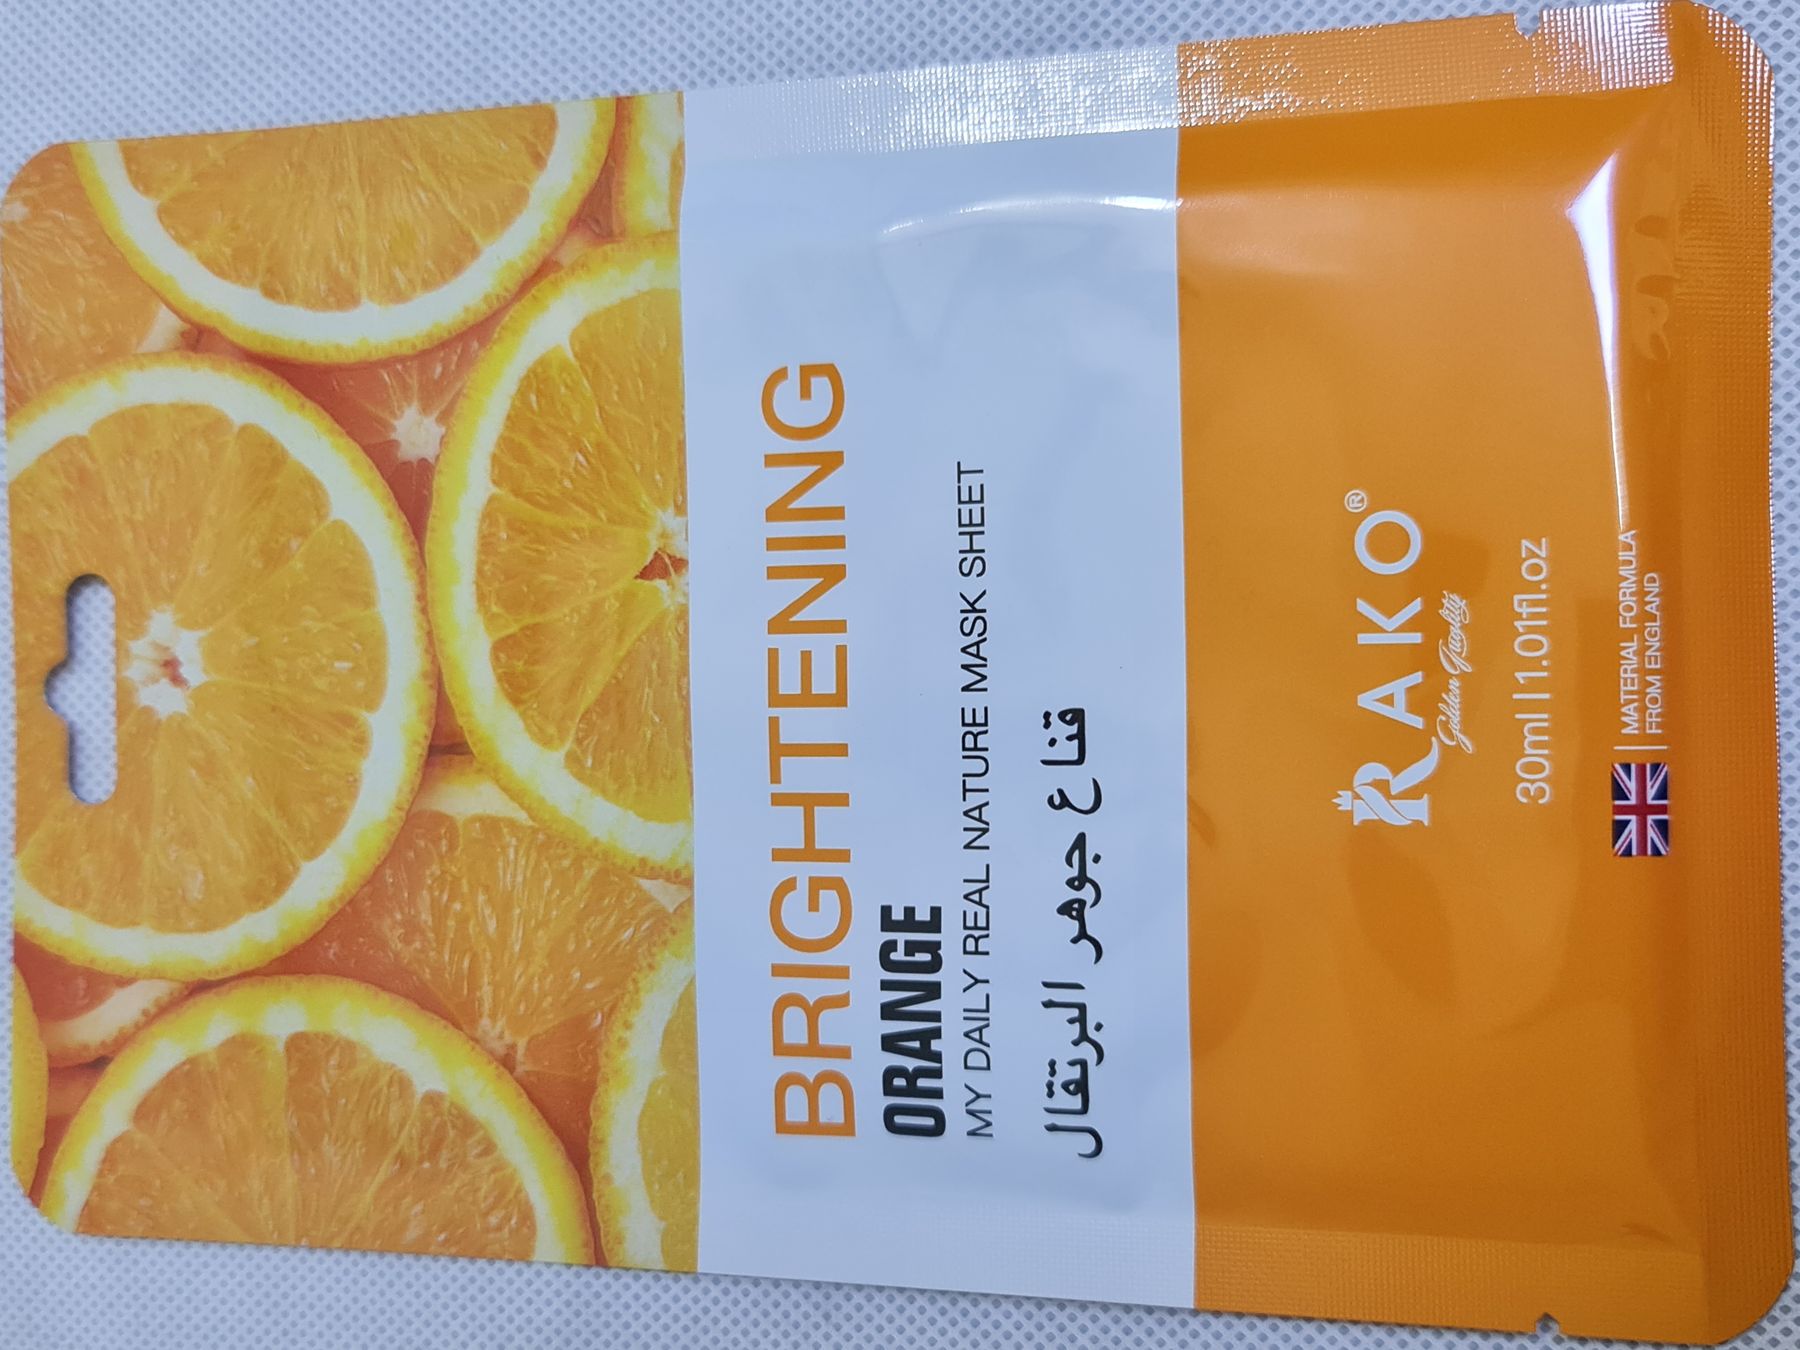 BRIGHTENING
ORANGE
MY DAILY REAL NATURE MASK SHEET
قناع جوهر البرتقال
RAKO®
Golden Quality
30ml | 1.01fl.oz
MATERIAL FORMULA
FROM ENGLAND